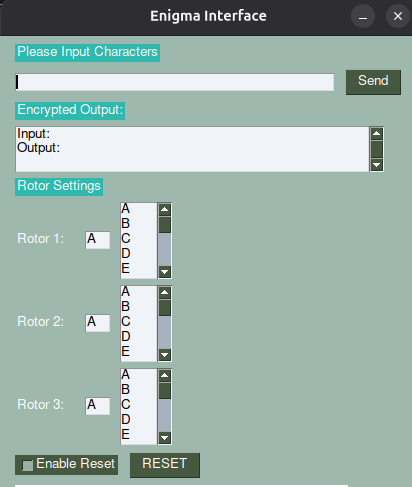 Enigma Interface
Please Input Characters
Send
Encrypted Output:
Input:
Output:
Rotor Settings
Rotor 1:
A
A
B
C
D
E
Rotor 2:
A
A
B
C
D
E
Rotor 3:
A
A
B
C
D
E
Enable Reset
RESET